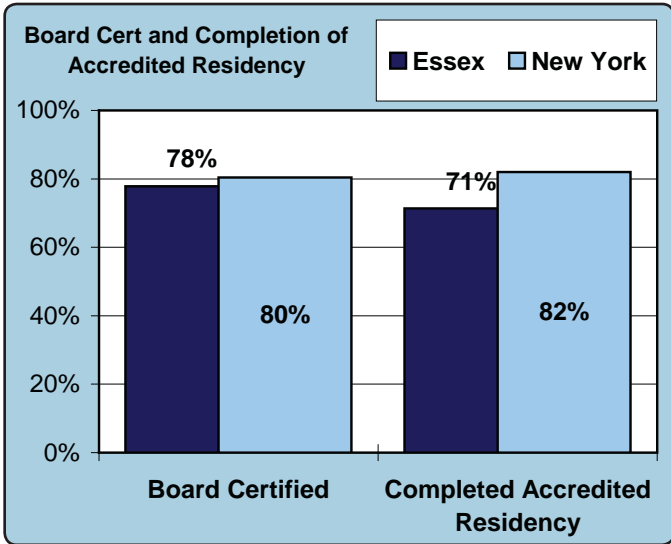 Board Cert and Completion of
Accredited Residency
Essex
New York
100%
80%
60%
40%
20%
0%
78%
80%
71%
82%
Board Certified
Completed Accredited
Residency